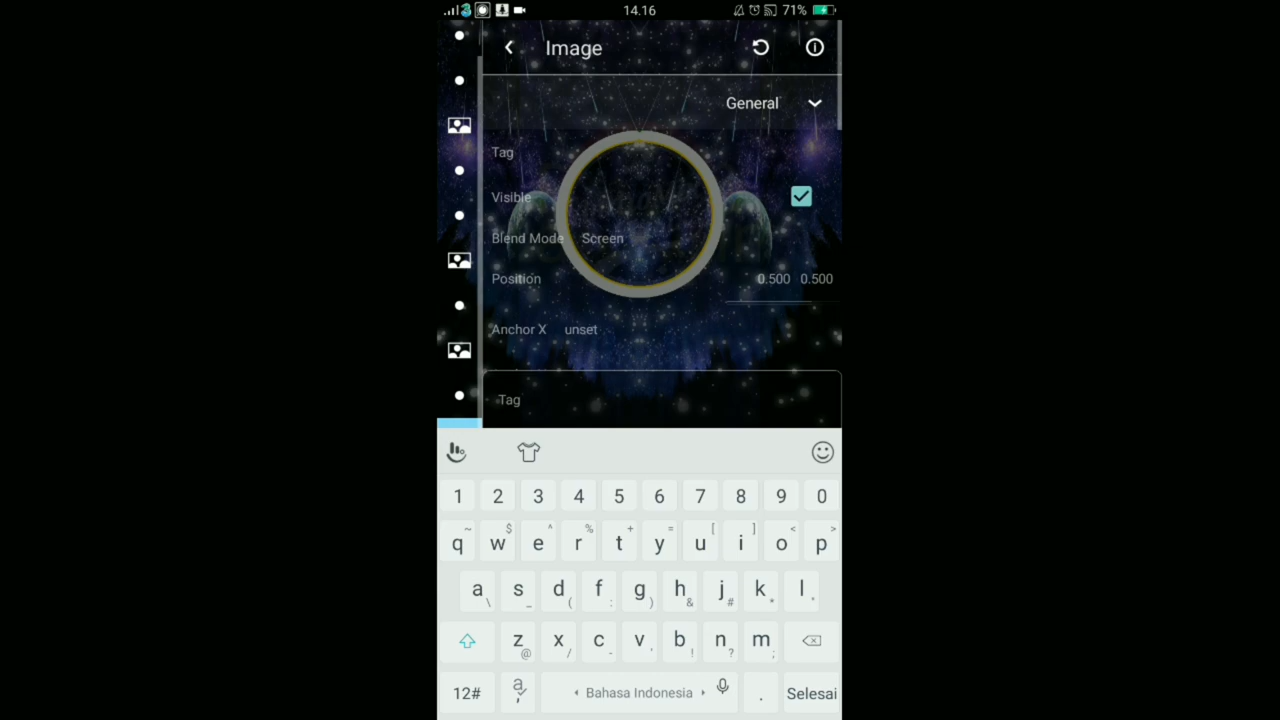 14.16 71%
Image
General
Tag
Visible
Blend Mode Screen
Position 0.500 0.500
Anchor X unset
Tag
1 2 3 4 5 6 7 8 9 0
~ $ ^ % + = [ ] < >
q w e r t y u i o p
a s d f g h j k l
\ _ ( : ) & # * "
z x c v b n m
@ / - , ! ? ;
12# a , Bahasa Indonesia . Selesai